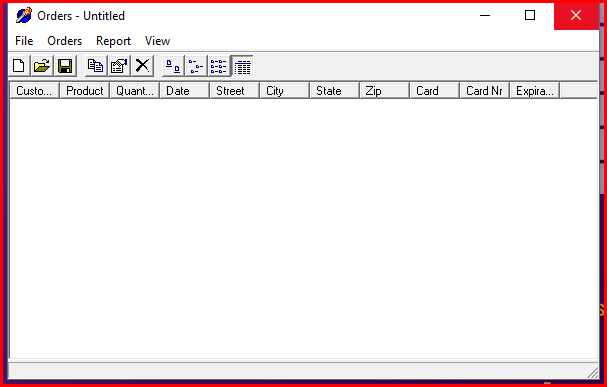 Orders - Untitled
File Orders Report View
Custo... Product Quant... Date Street City State Zip Card Card Nr Expira...